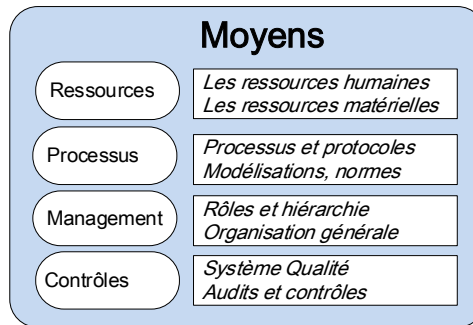 Moyens
Ressources
Les ressources humaines
Les ressources matérielles
Processus
Processus et protocoles
Modélisations, normes
Management
Rôles et hiérarchie
Organisation générale
Contrôles
Système Qualité
Audits et contrôles